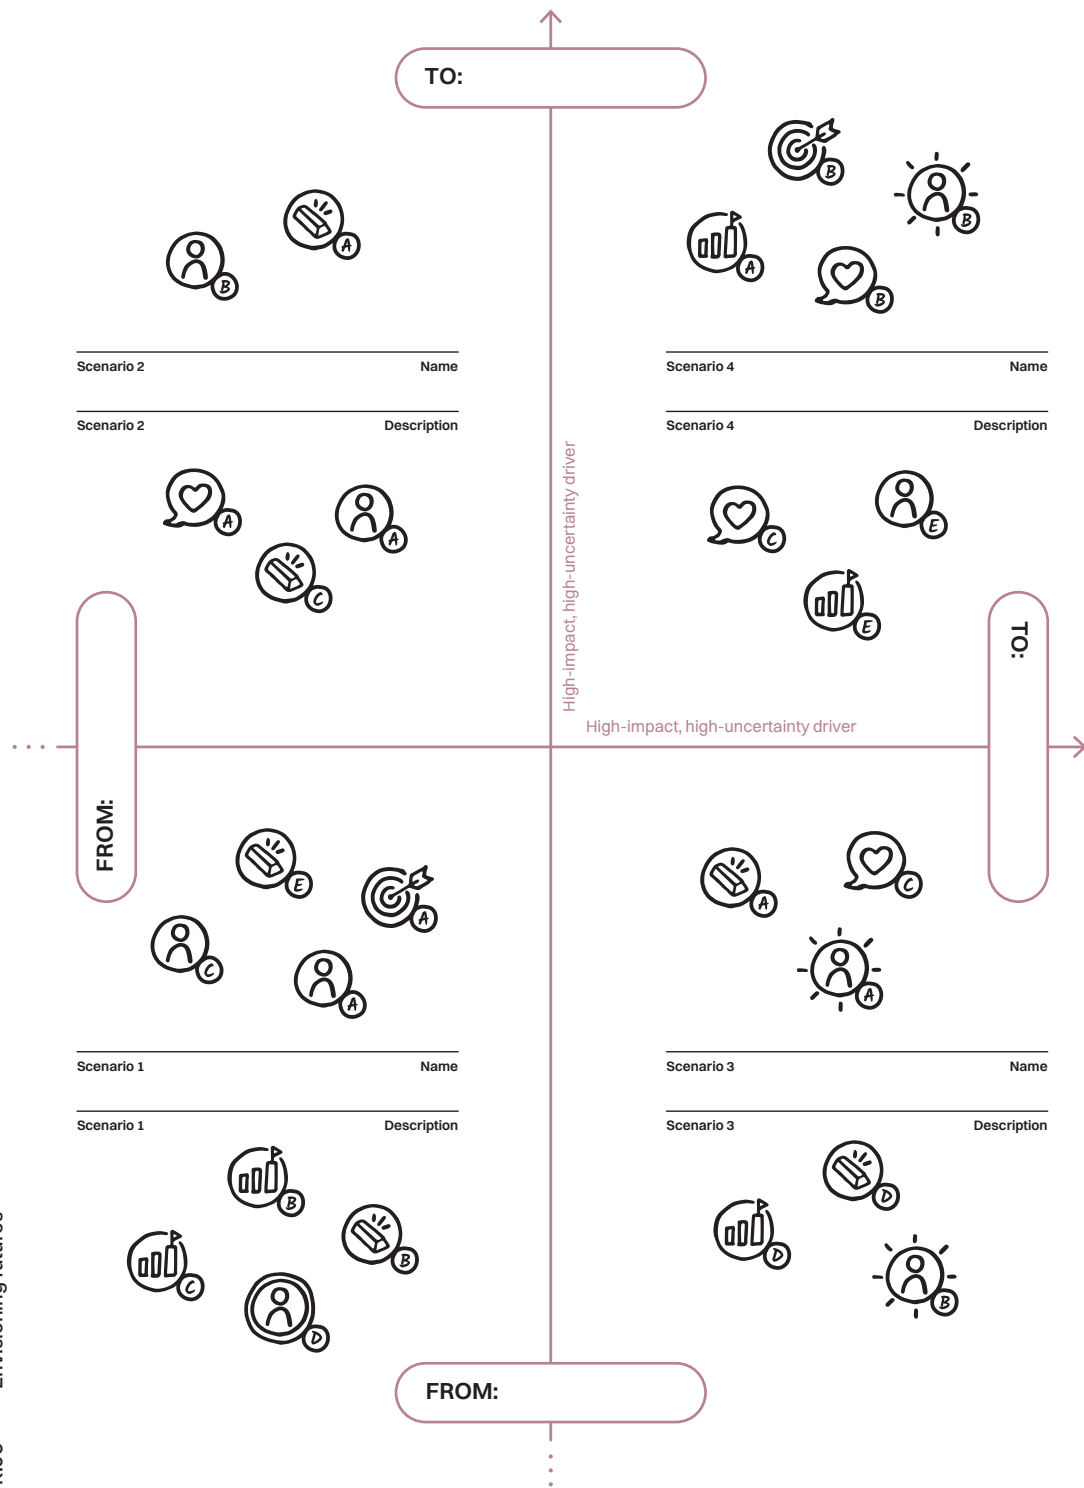 TO:
B
B
A
B
A
B
Scenario 2 Name
Scenario 4 Name
Scenario 2 Description
Scenario 4 Description
High-impact, high-uncertainty driver
A
A
C
C
E
E
TO:
High-impact, high-uncertainty driver
FROM:
E
A
C
A
A
C
A
Scenario 1 Name
Scenario 3 Name
Scenario 1 Description
Scenario 3 Description
B
B
C
D
D
D
B
FROM: